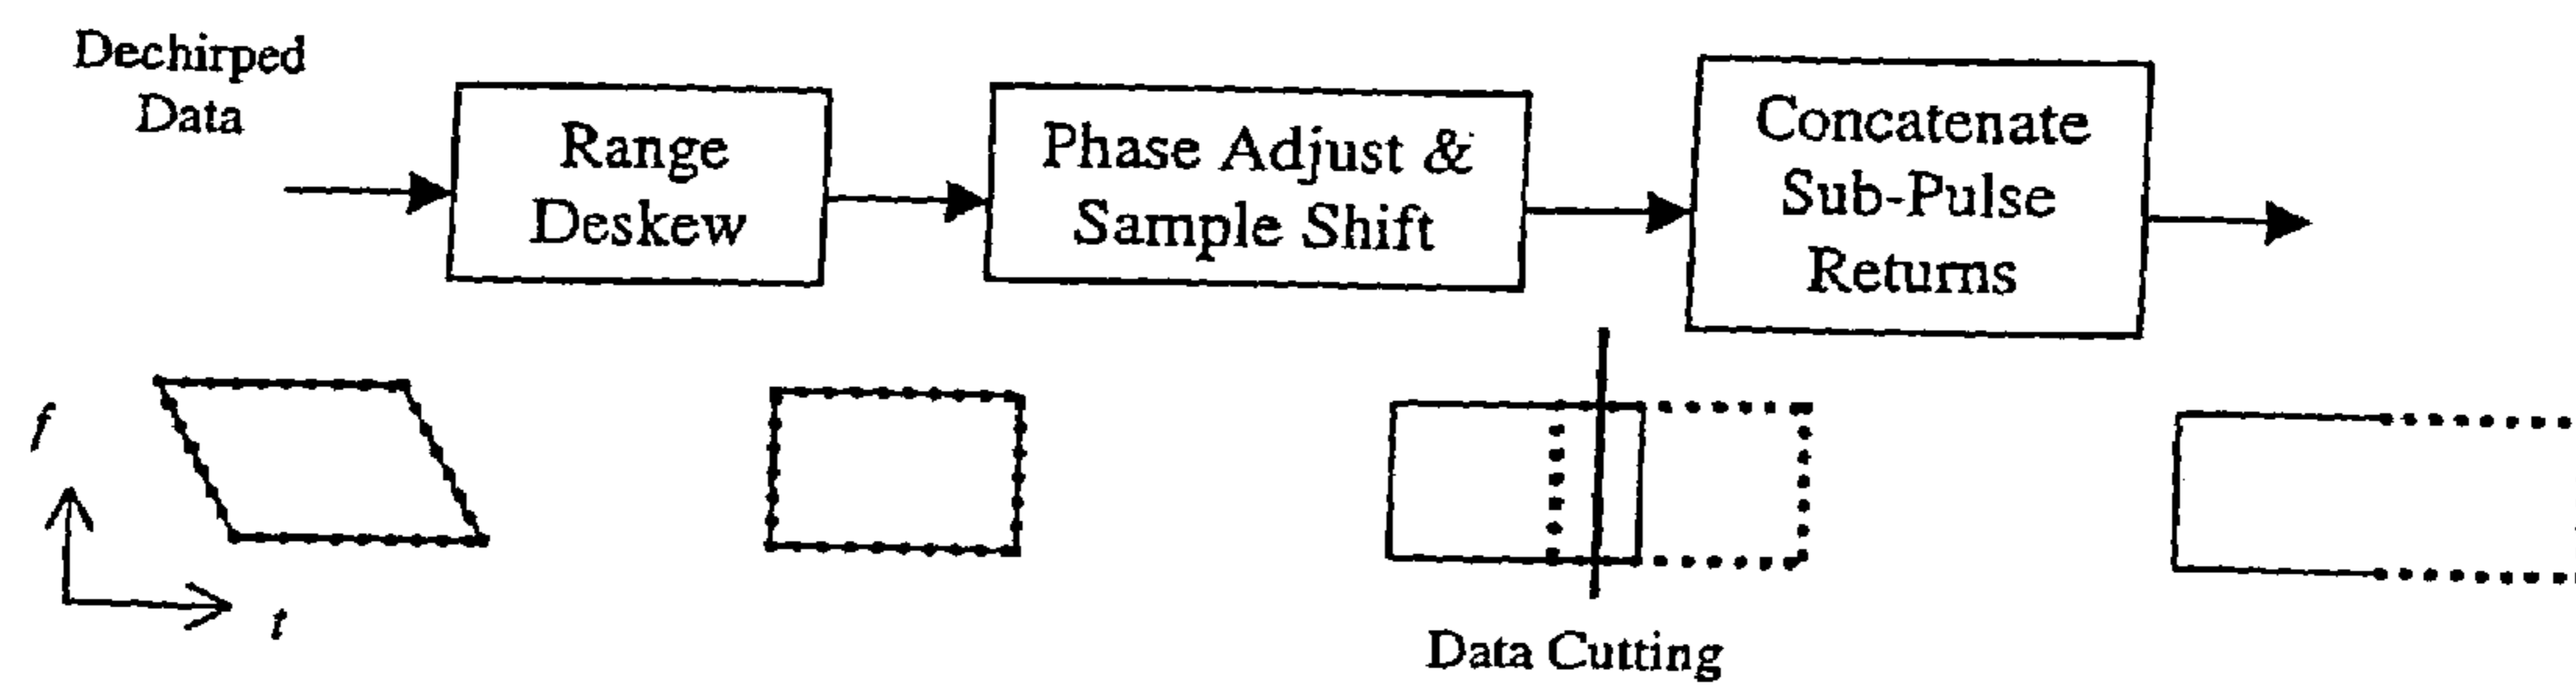 Dechirped
Data
Range
Deskew
Phase Adjust &
Sample Shift
Concatenate
Sub-Pulse
Returns
f
t
Data Cutting